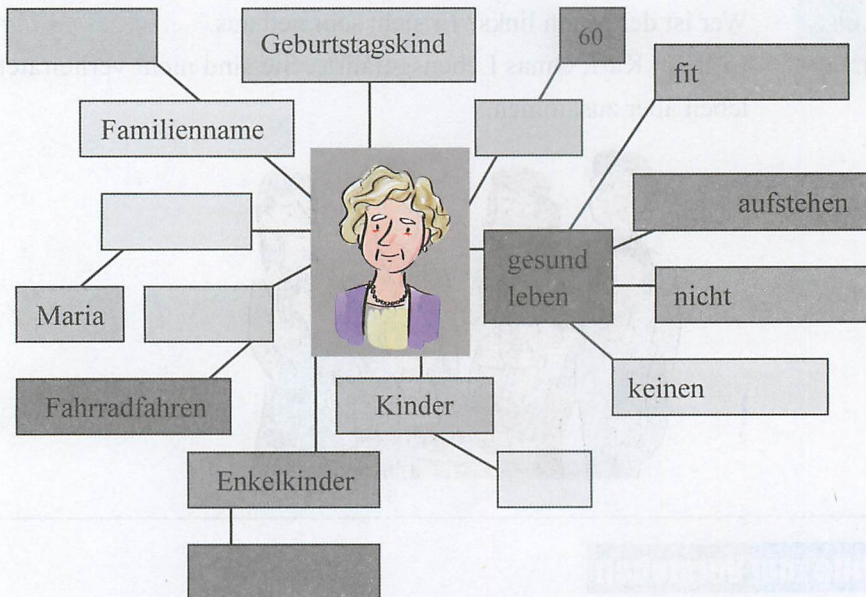 Geburtstagskind
60
fit
Familienname
aufstehen
gesund
leben
nicht
Maria
keinen
Fahrradfahren
Kinder
Enkelkinder